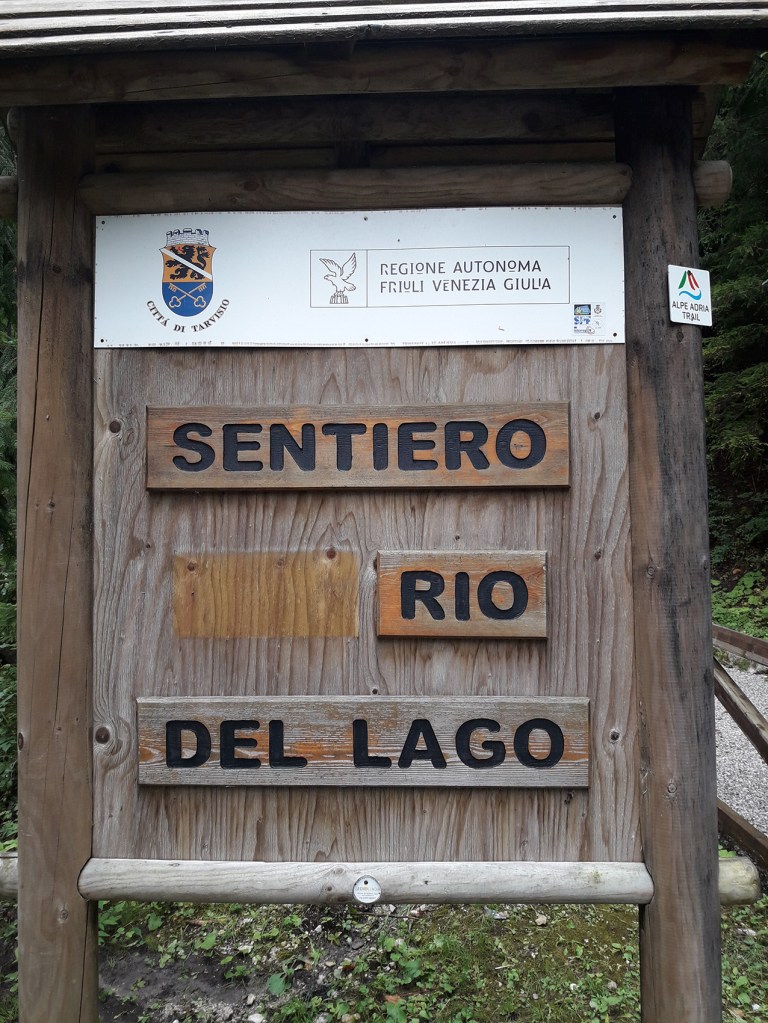 CITTÀ DI TARVISIO
REGIONE AUTONOMA
FRIULI VENEZIA GIULIA
ALPE ADRIA
TRAIL
SENTIERO
RIO
DEL LAGO